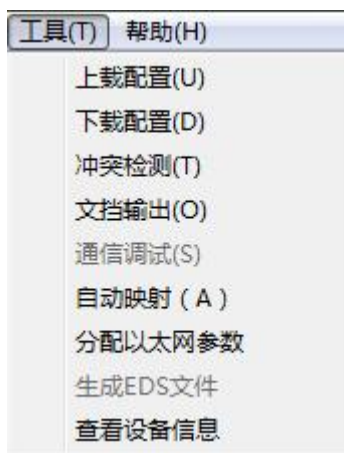 工具(T) 帮助(H)
上载配置(U)
下载配置(D)
冲突检测(T)
文档输出(O)
通信调试(S)
自动映射（A）
分配以太网参数
生成EDS文件
查看设备信息